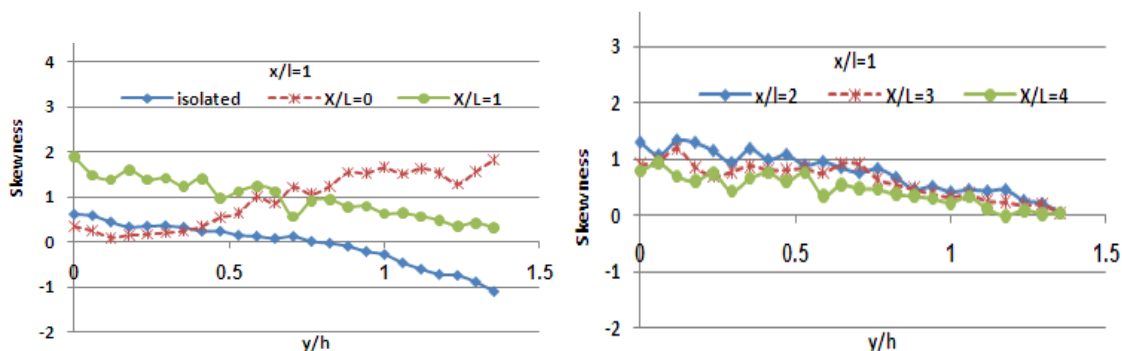 4
x/l=1
3
isolated X/L=0 X/L=1
2
1
0
0 0.5 1 1.5
-1
-2
Skewness
y/h
3
x/l=1
x/l=2 X/L=3 X/L=4
2
1
0
0 0.5 1 1.5
-1
-2
Skewness
y/h